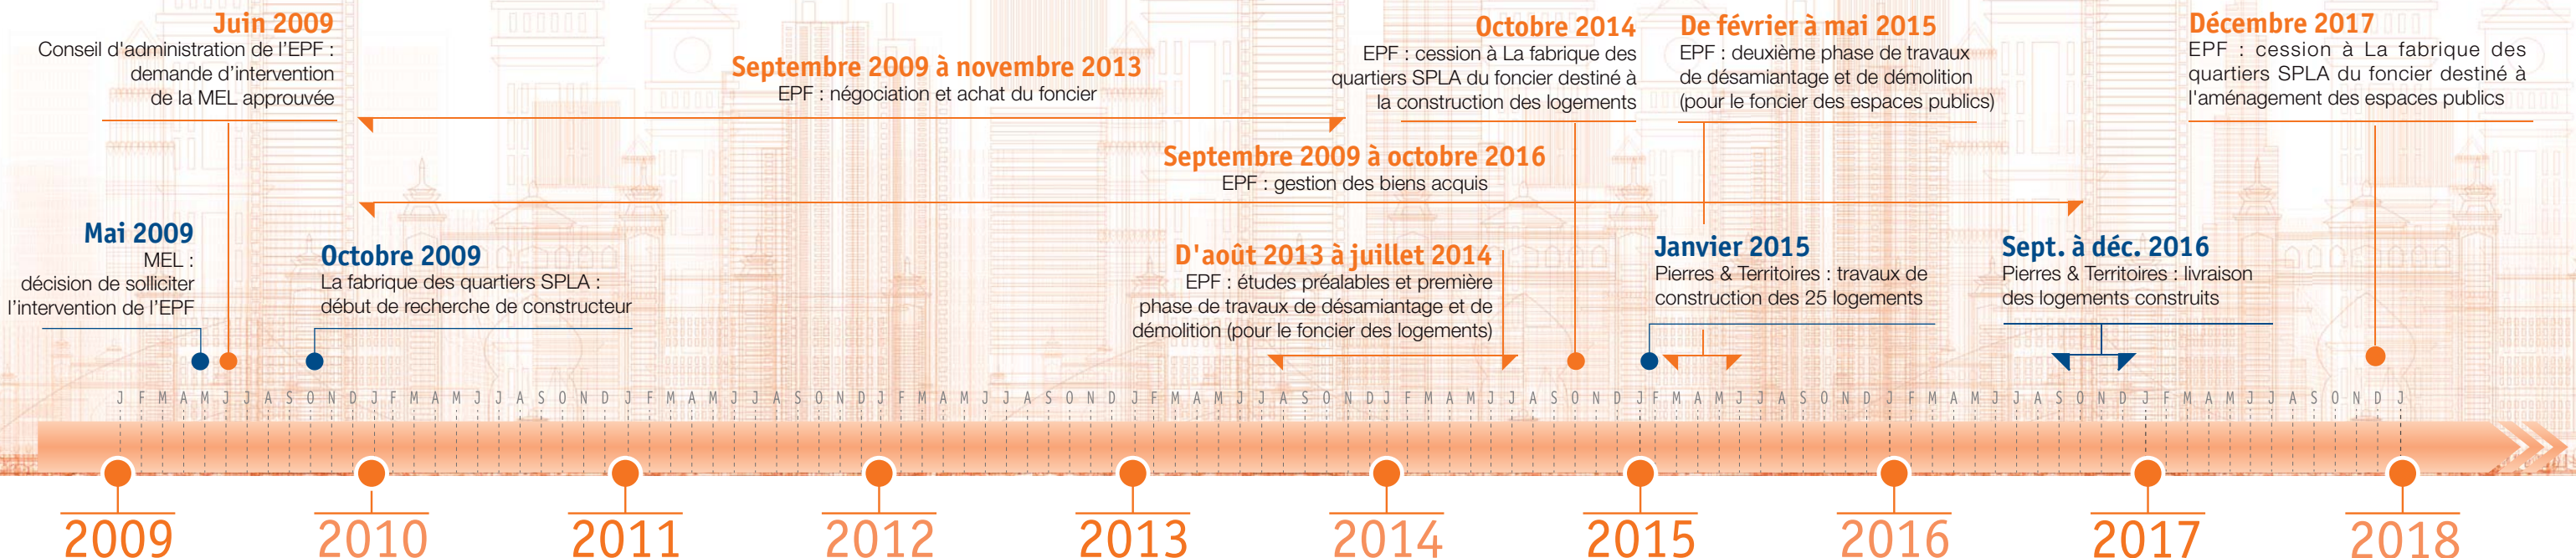 Juin 2009
Conseil d'administration de l'EPF :
demande d'intervention
de la MEL approuvée
Septembre 2009 à novembre 2013
EPF : négociation et achat du foncier
Octobre 2014
EPF : cession à La fabrique des
quartiers SPLA du foncier destiné à
la construction des logements
De février à mai 2015
EPF : deuxième phase de travaux
de désamiantage et de démolition
(pour le foncier des espaces publics)
Décembre 2017
EPF : cession à La fabrique des
quartiers SPLA du foncier destiné à
l'aménagement des espaces publics
Septembre 2009 à octobre 2016
EPF : gestion des biens acquis
Mai 2009
MEL :
décision de solliciter
l'intervention de l'EPF
Octobre 2009
La fabrique des quartiers SPLA :
début de recherche de constructeur
D'août 2013 à juillet 2014
EPF : études préalables et première
phase de travaux de désamiantage et de
démolition (pour le foncier des logements)
Janvier 2015
Pierres & Territoires : travaux de
construction des 25 logements
Sept. à déc. 2016
Pierres & Territoires : livraison
des logements construits
J F M A M J J A S O N D J F M A M J J A S O N D J F M A M J J A S O N D J F M A M J J A S O N D J F M A M J J A S O N D J F M A M J J A S O N D J F M A M J J A S O N D J F M A M J J A S O N D J F M A M J J A S O N D J
2009 2010 2011 2012 2013 2014 2015 2016 2017 2018